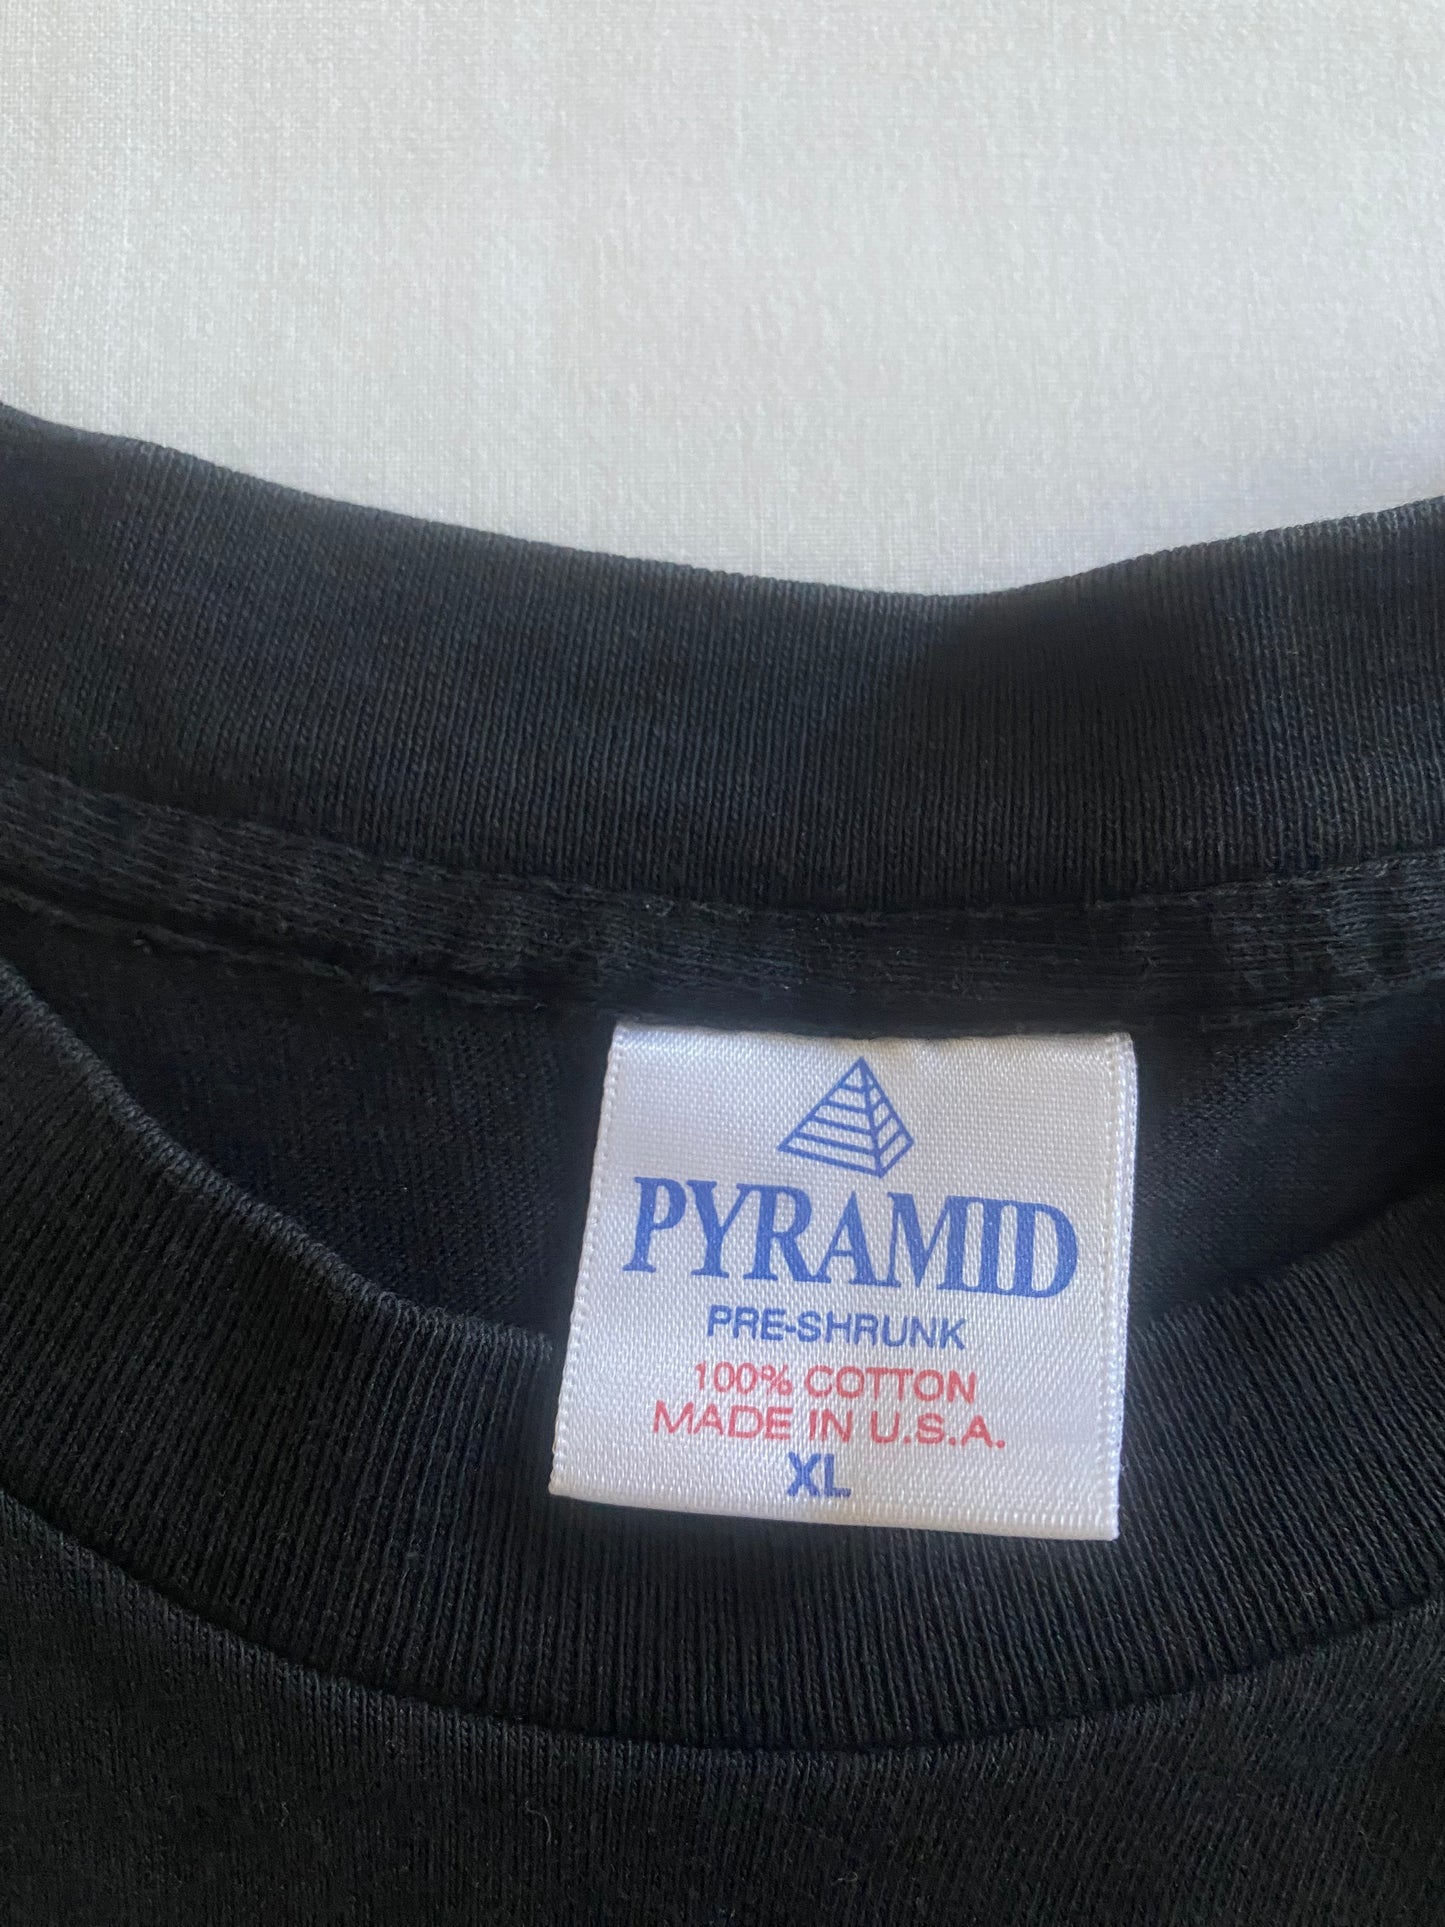 PYRAMID
PRE-SHRUNK
100% COTTON
MADE IN U.S.A.
XL